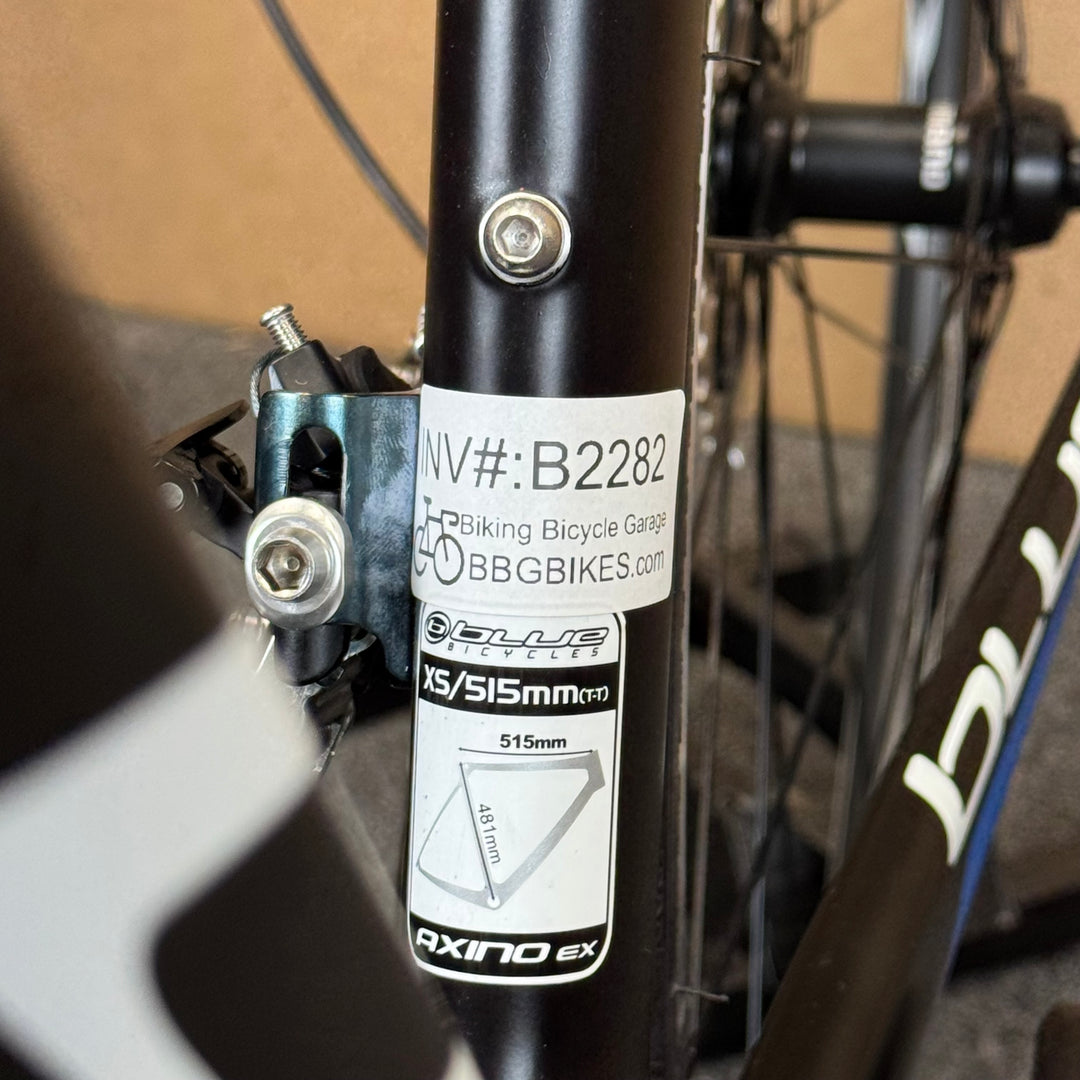 INV#:B2282
Biking Bicycle Garage
BBGBIKES.com
BLUE
BICYCLES
XS/515mm(T-T)
515mm
481mm
AXINO EX